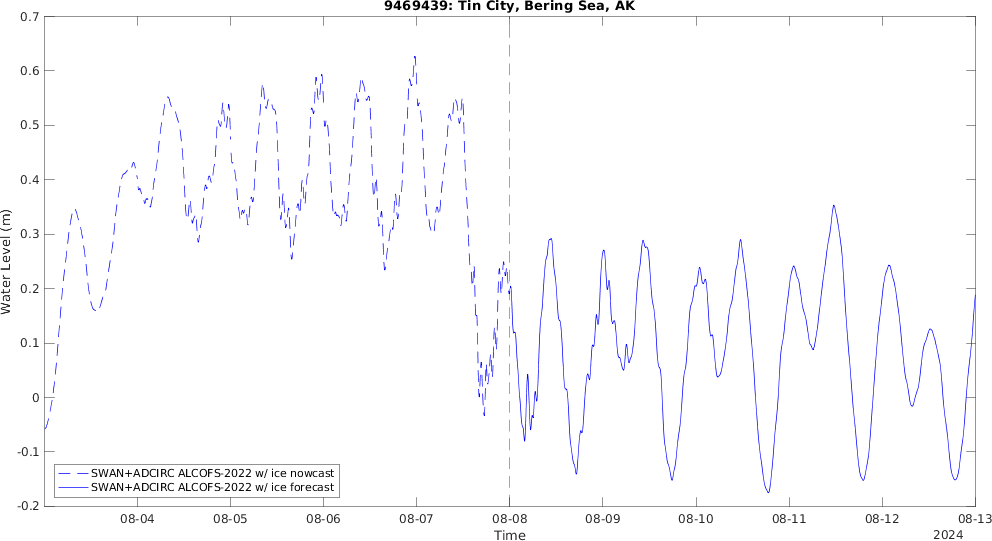 9469439: Tin City, Bering Sea, AK
0.7
0.6
0.5
0.4
0.3
0.2
0.1
0
-0.1
-0.2
Water Level (m)
SWAN+ADCIRC ALCOFS-2022 w/ ice nowcast
SWAN+ADCIRC ALCOFS-2022 w/ ice forecast
08-04 08-05 08-06 08-07 08-08 08-09 08-10 08-11 08-12 08-13
Time
2024